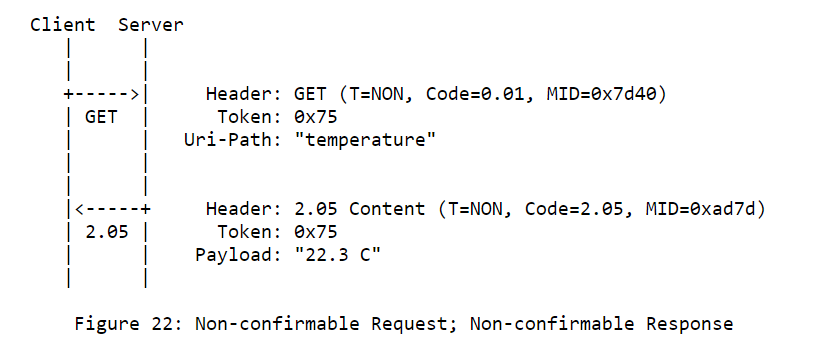 Client  Server
+----->|     Header: GET (T=NON, Code=0.01, MID=0x7d40)
| GET  |      Token: 0x75
Uri-Path: "temperature"
|<-----+     Header: 2.05 Content (T=NON, Code=2.05, MID=0xad7d)
| 2.05 |      Token: 0x75
Payload: "22.3 C"
Figure 22: Non-confirmable Request; Non-confirmable Response